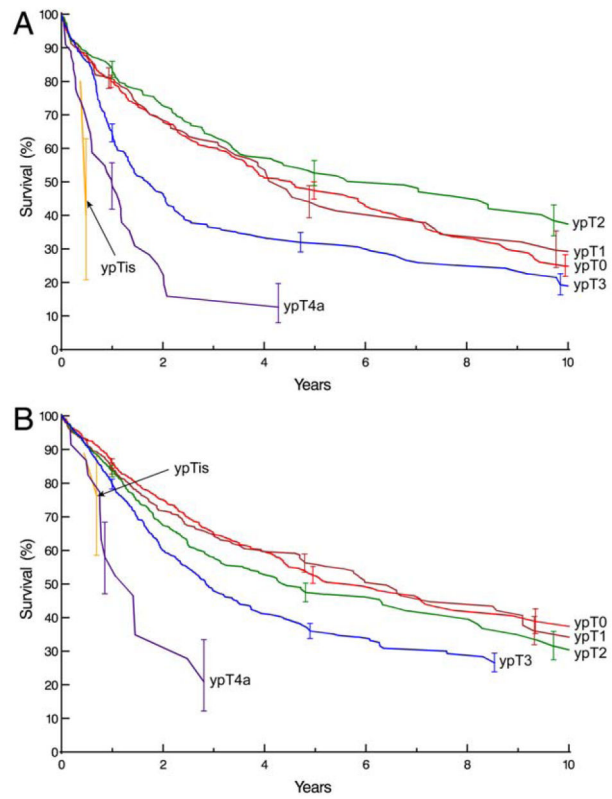 A
100
90
80
70
60
50
40
30
20
10
0
Survival (%)
ypTis
ypT4a
ypT2
ypT1
ypT0
ypT3
0 2 4 6 8 10
Years
B
100
90
80
70
60
50
40
30
20
10
0
Survival (%)
ypTis
ypT4a
ypT3
ypT0
ypT1
ypT2
0 2 4 6 8 10
Years